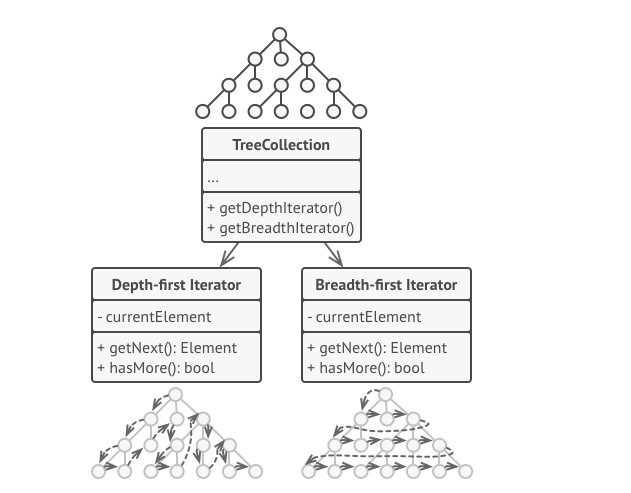 TreeCollection
...
+ getDepthIterator()
+ getBreadthIterator()
Depth-first Iterator
- currentElement
+ getNext(): Element
+ hasMore(): bool
Breadth-first Iterator
- currentElement
+ getNext(): Element
+ hasMore(): bool